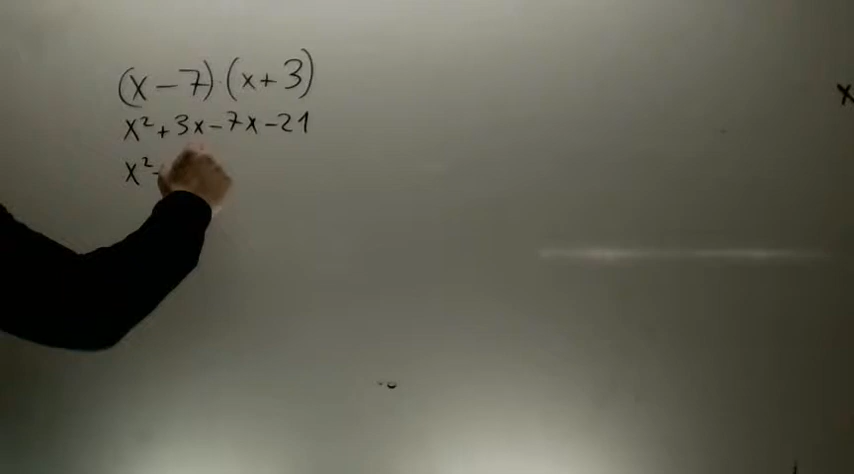 (x-7)·(x+3)
x²+3x-7x-21
x²-
x